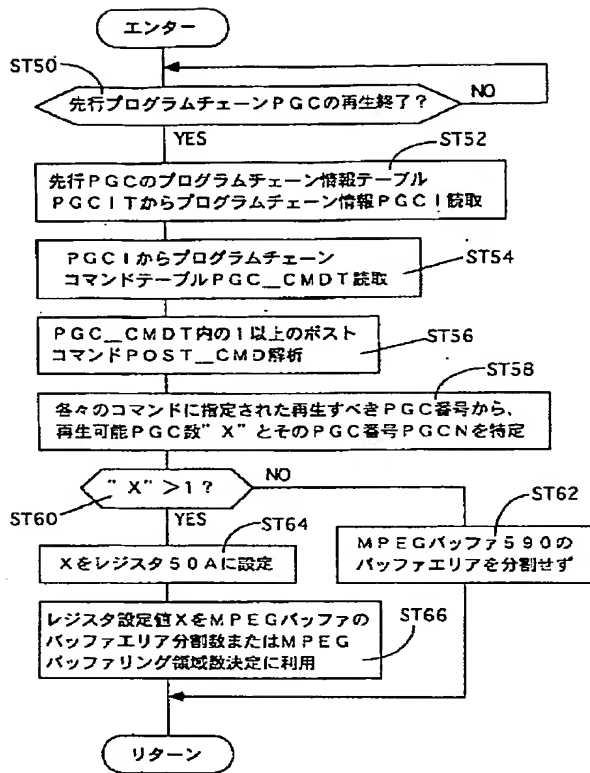 エンター
ST50
先行プログラムチェーンPGCの再生終了？
NO
YES
ST52
先行PGCのプログラムチェーン情報テーブル
PGCITからプログラムチェーン情報PGCI読取
PGCIからプログラムチェーン
コマンドテーブルPGC__CMDT読取
ST54
PGC__CMDT内の1以上のポスト
コマンドPOST__CMD解析
ST56
ST58
各々のコマンドに指定された再生すべきPGC番号から、
再生可能PGC数"X"とそのPGC番号PGCNを特定
"X">1？
NO
ST60
YES
ST62
ST64
Xをレジスタ50Aに設定
MPEGバッファ590の
バッファエリアを分割せず
レジスタ設定値XをMPEGバッファの
バッファエリア分割数またはMPEG
バッファリング領域数決定に利用
ST66
リターン